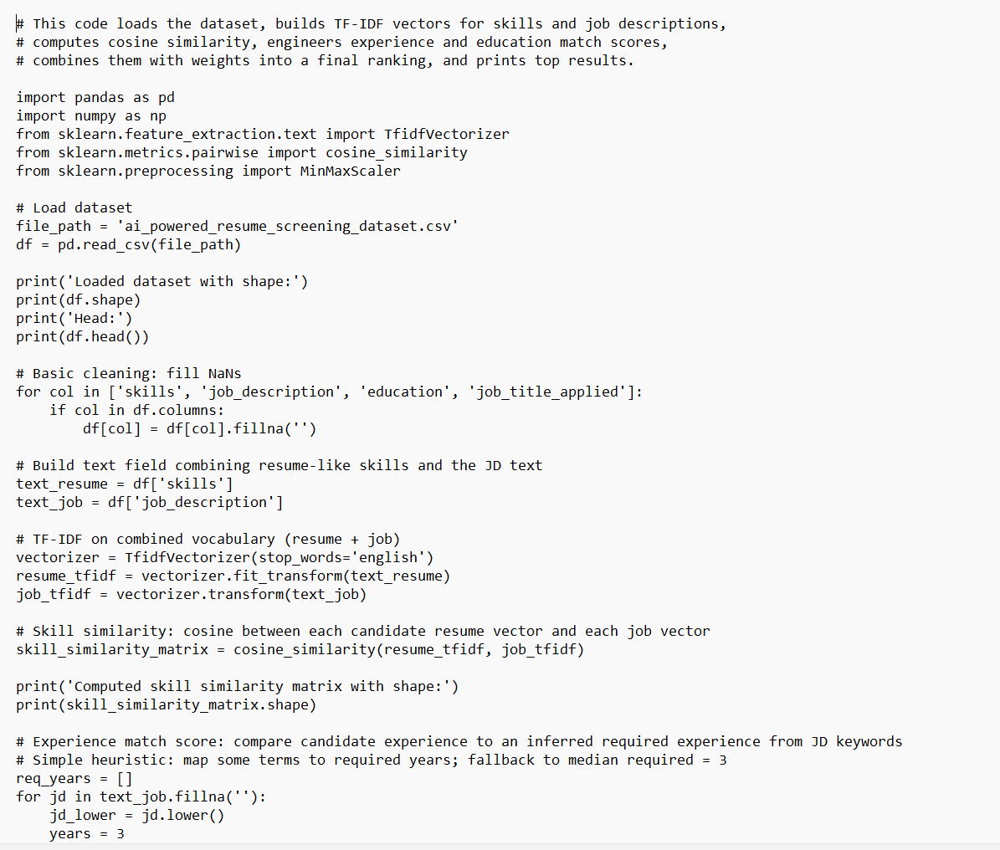 # This code loads the dataset, builds TF-IDF vectors for skills and job descriptions,
# computes cosine similarity, engineers experience and education match scores,
# combines them with weights into a final ranking, and prints top results.

import pandas as pd
import numpy as np
from sklearn.feature_extraction.text import TfidfVectorizer
from sklearn.metrics.pairwise import cosine_similarity
from sklearn.preprocessing import MinMaxScaler

# Load dataset
file_path = 'ai_powered_resume_screening_dataset.csv'
df = pd.read_csv(file_path)

print('Loaded dataset with shape:')
print(df.shape)
print('Head:')
print(df.head())

# Basic cleaning: fill NaNs
for col in ['skills', 'job_description', 'education', 'job_title_applied']:
    if col in df.columns:
        df[col] = df[col].fillna('')

# Build text field combining resume-like skills and the JD text
text_resume = df['skills']
text_job = df['job_description']

# TF-IDF on combined vocabulary (resume + job)
vectorizer = TfidfVectorizer(stop_words='english')
resume_tfidf = vectorizer.fit_transform(text_resume)
job_tfidf = vectorizer.transform(text_job)

# Skill similarity: cosine between each candidate resume vector and each job vector
skill_similarity_matrix = cosine_similarity(resume_tfidf, job_tfidf)

print('Computed skill similarity matrix with shape:')
print(skill_similarity_matrix.shape)

# Experience match score: compare candidate experience to an inferred required experience from JD keywords
# Simple heuristic: map some terms to required years; fallback to median required = 3
req_years = []
for jd in text_job.fillna(''):
    jd_lower = jd.lower()
    years = 3